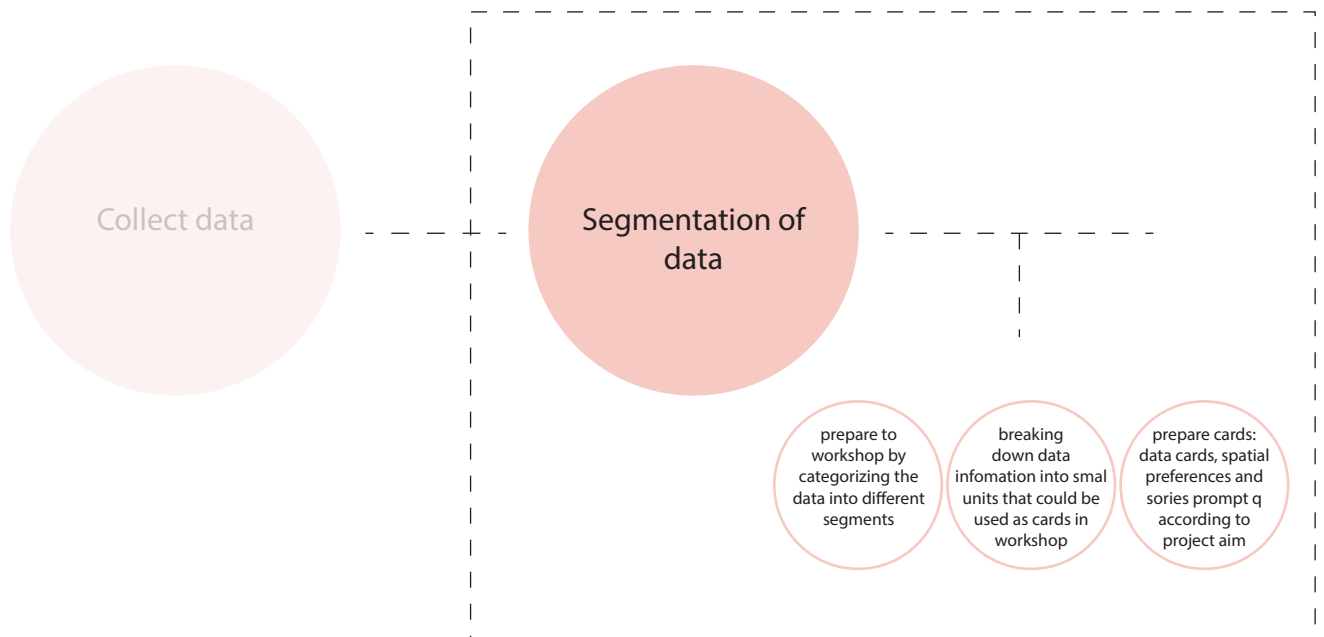 Collect data
Segmentation of
data
prepare to
workshop by
categorizing the
data into different
segments
breaking
down data
infomation into smal
units that could be
used as cards in
workshop
prepare cards:
data cards, spatial
preferences and
sories prompt q
according to
project aim